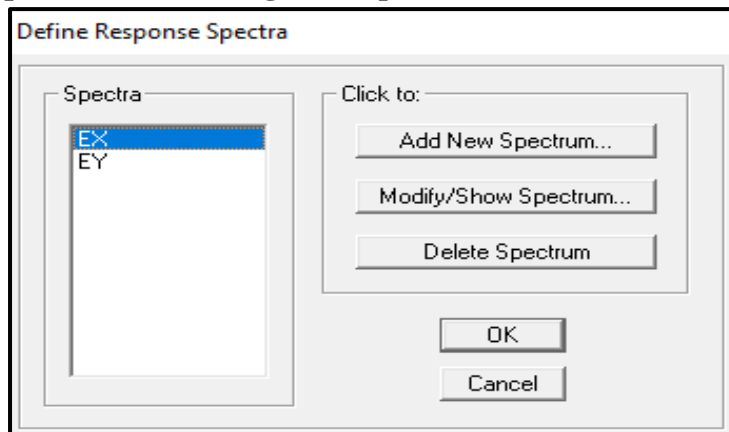 Define Response Spectra
Spectra
EX
EY
Click to:
Add New Spectrum...
Modify/Show Spectrum...
Delete Spectrum
OK
Cancel